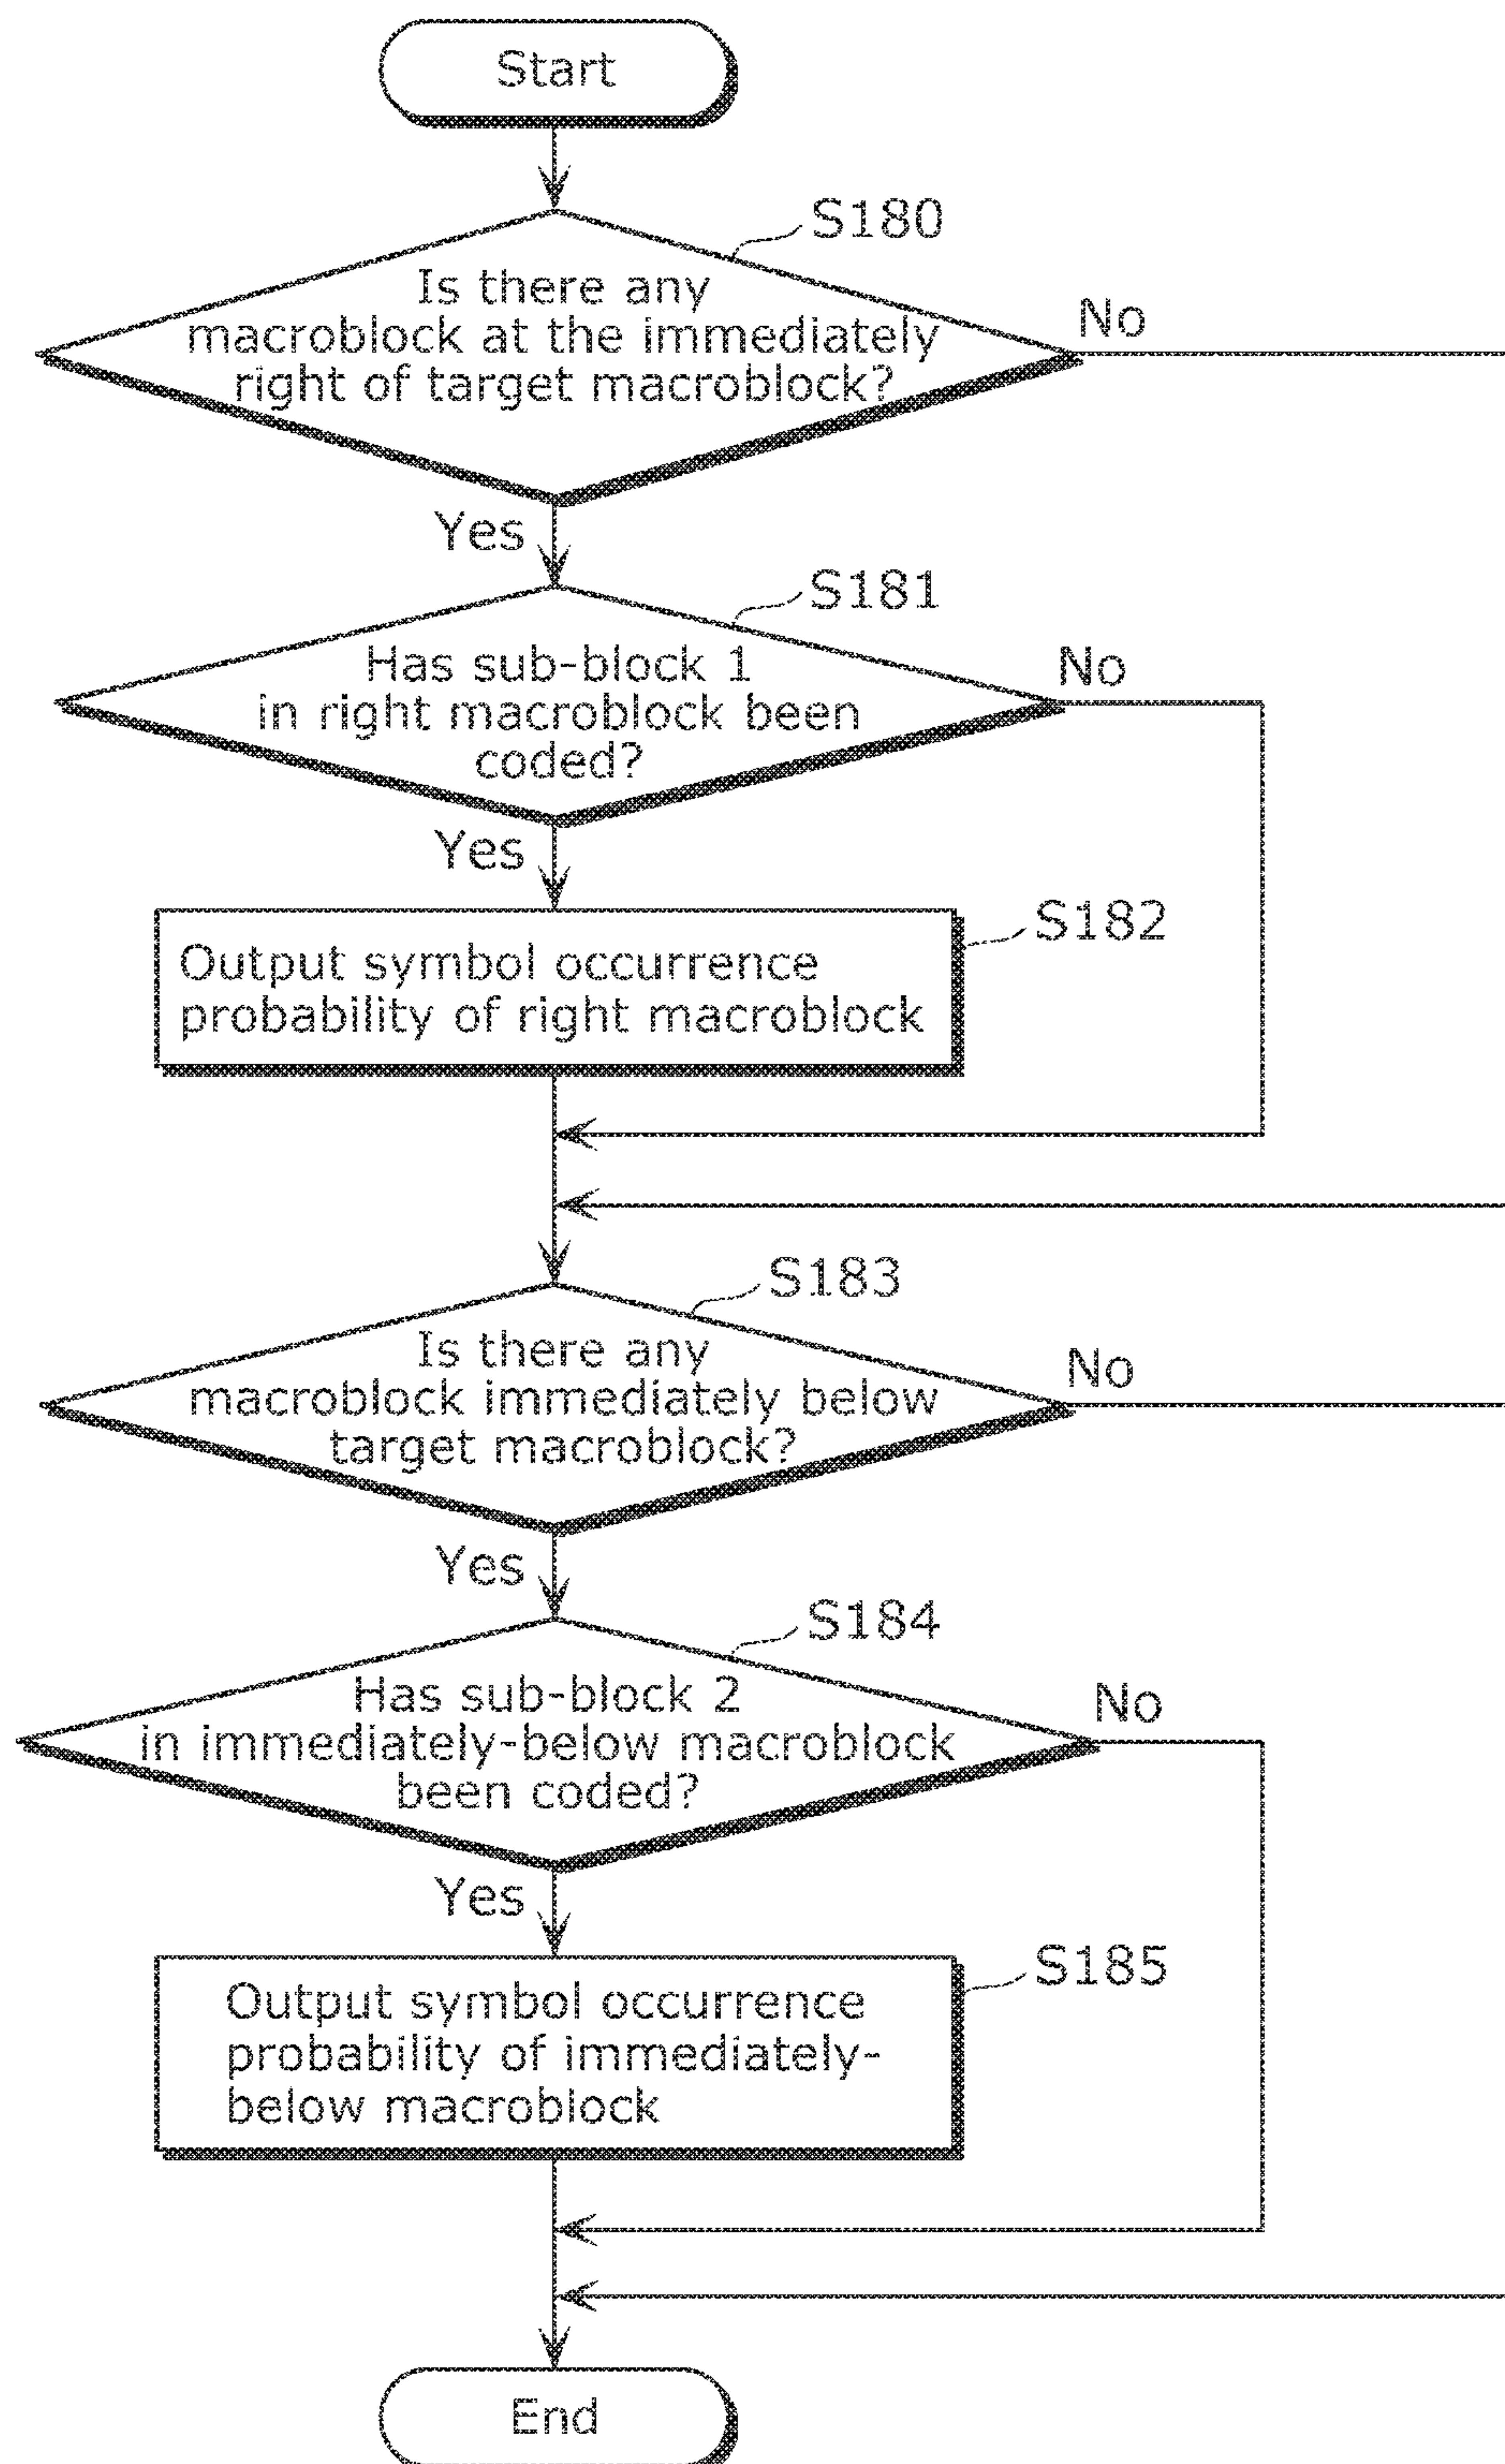 Start
S180
Is there any
macroblock at the immediately
right of target macroblock?
No
Yes
S181
Has sub-block 1
in right macroblock been
coded?
No
Yes
S182
Output symbol occurrence
probability of right macroblock
S183
Is there any
macroblock immediately below
target macroblock?
No
Yes
S184
Has sub-block 2
in immediately-below macroblock
been coded?
No
Yes
S185
Output symbol occurrence
probability of immediately-
below macroblock
End